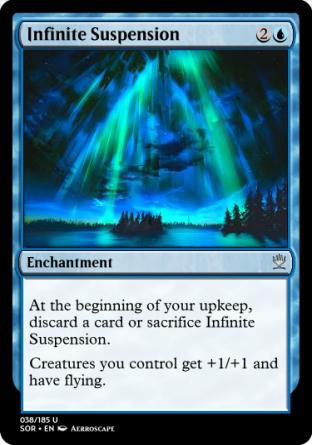 Infinite Suspension 2
Enchantment
At the beginning of your upkeep,
discard a card or sacrifice Infinite
Suspension.
Creatures you control get +1/+1 and
have flying.
038/185 U
SOR • EN Aerroscape